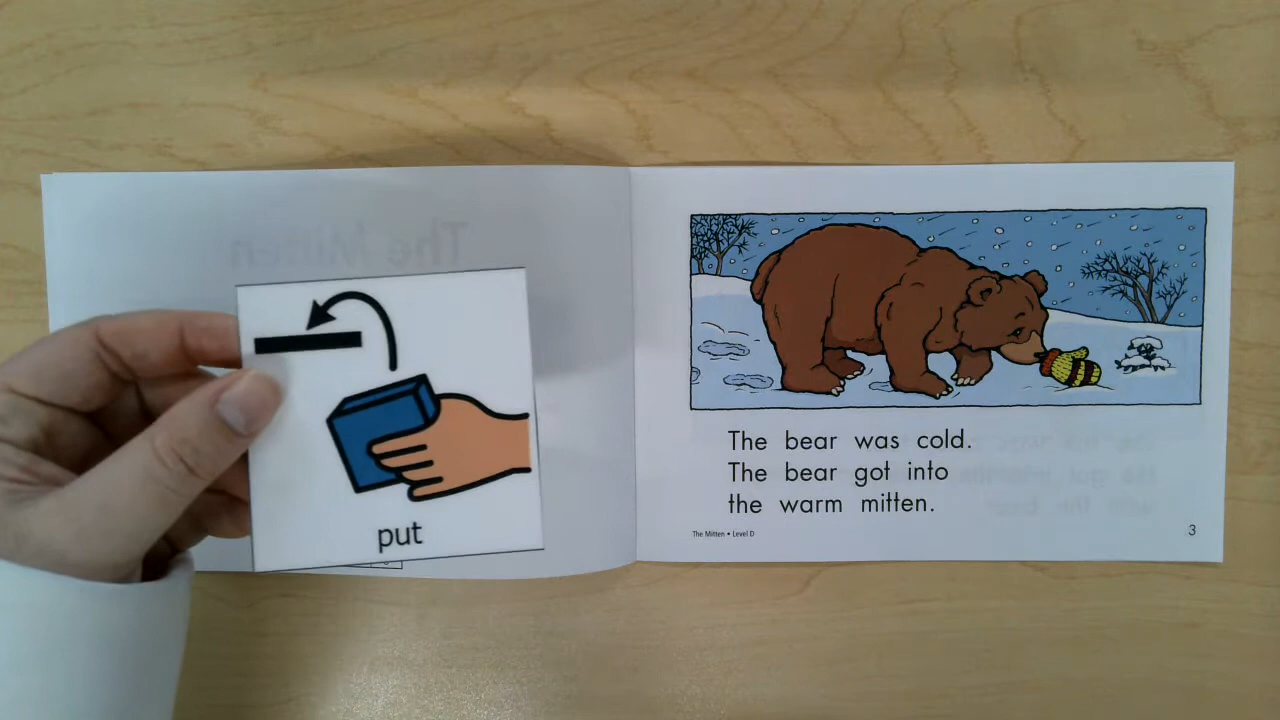 put
The bear was cold.
The bear got into
the warm mitten.
The Mitten • Level D
3